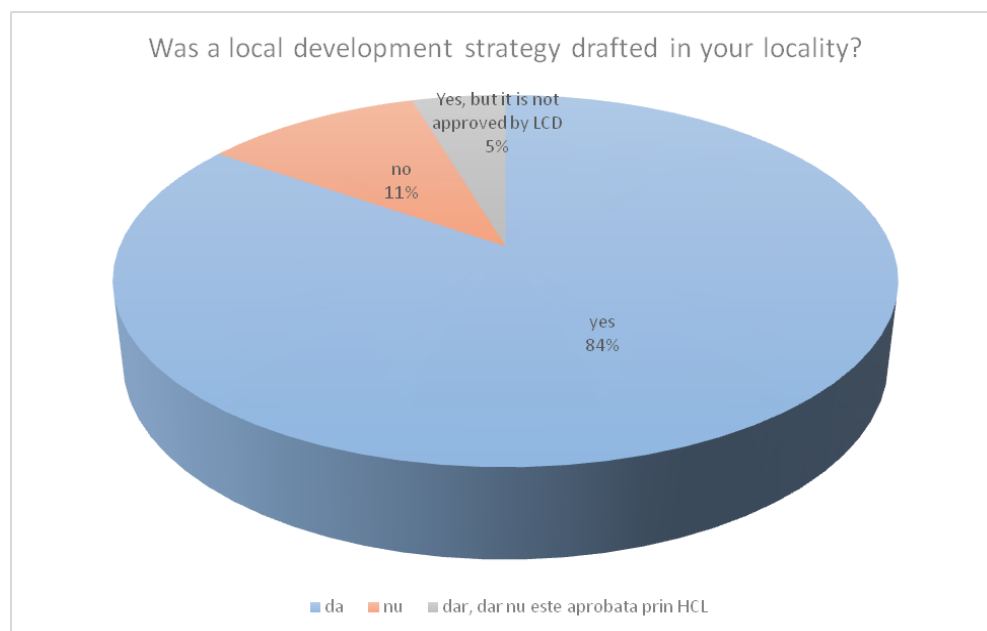 Was a local development strategy drafted in your locality?
Yes, but it is not
approved by LCD
5%
no
11%
yes
84%
da nu dar, dar nu este aprobata prin HCL